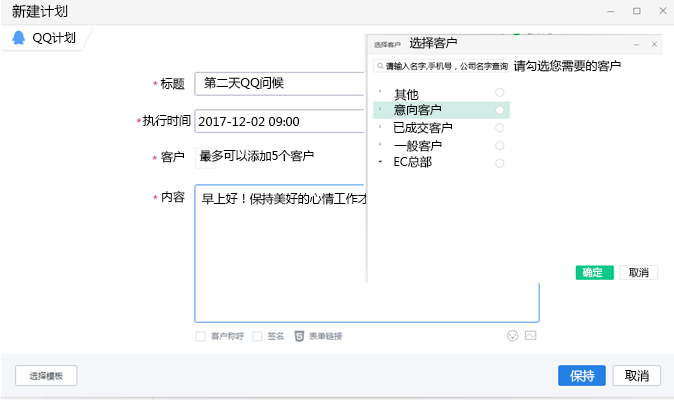 新建计划
QQ计划
选择客户 选择客户
请输入名字,手机号，公司名字查询 请勾选您需要的客户
* 标题 第二天QQ问候
其他
意向客户
* 执行时间 2017-12-02 09:00
已成交客户
一般客户
* 客户 最多可以添加5个客户
EC总部
* 内容 早上好！保持美好的心情工作才
确定 取消
客户称呼 签名 表单链接
选择模板 保持 取消